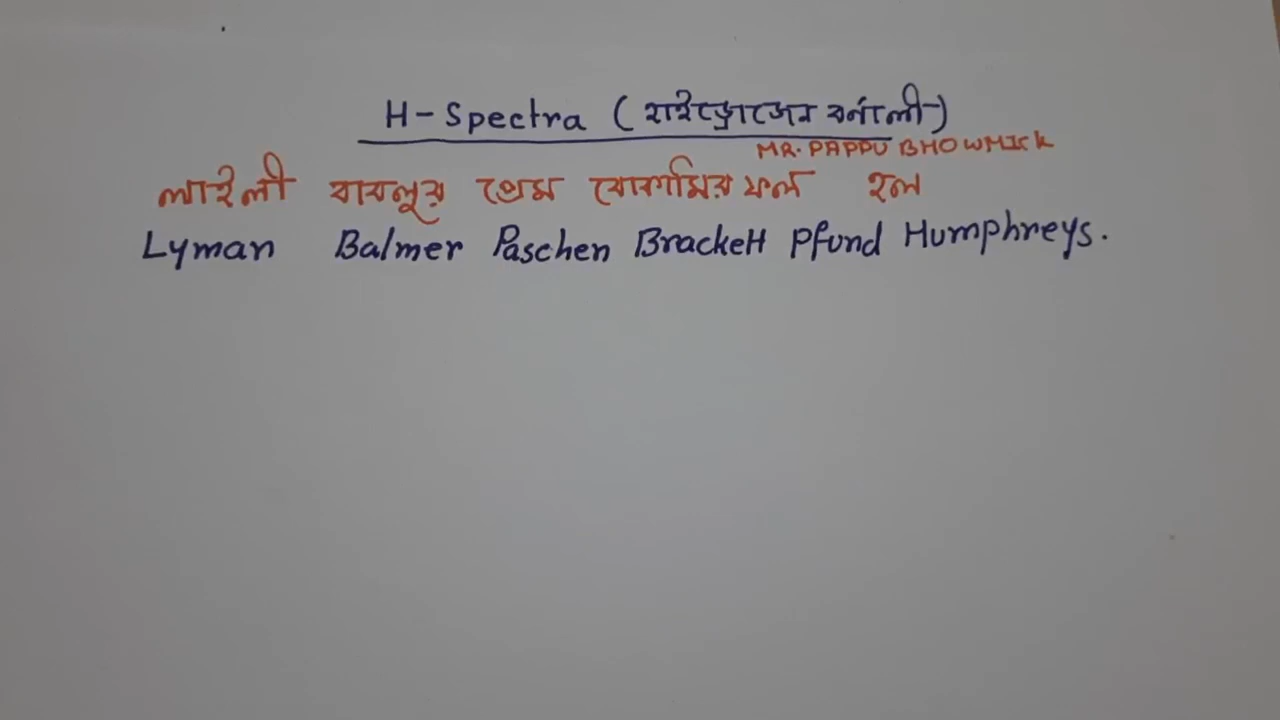 H-Spectra (হাইড্রোজেন বর্নালী)
MR. PAPPU BHOWMICK
লাইলী বাবলুর প্রেম বোকামির ফল হল
Lyman Balmer Paschen Brackett Pfund Humphreys.